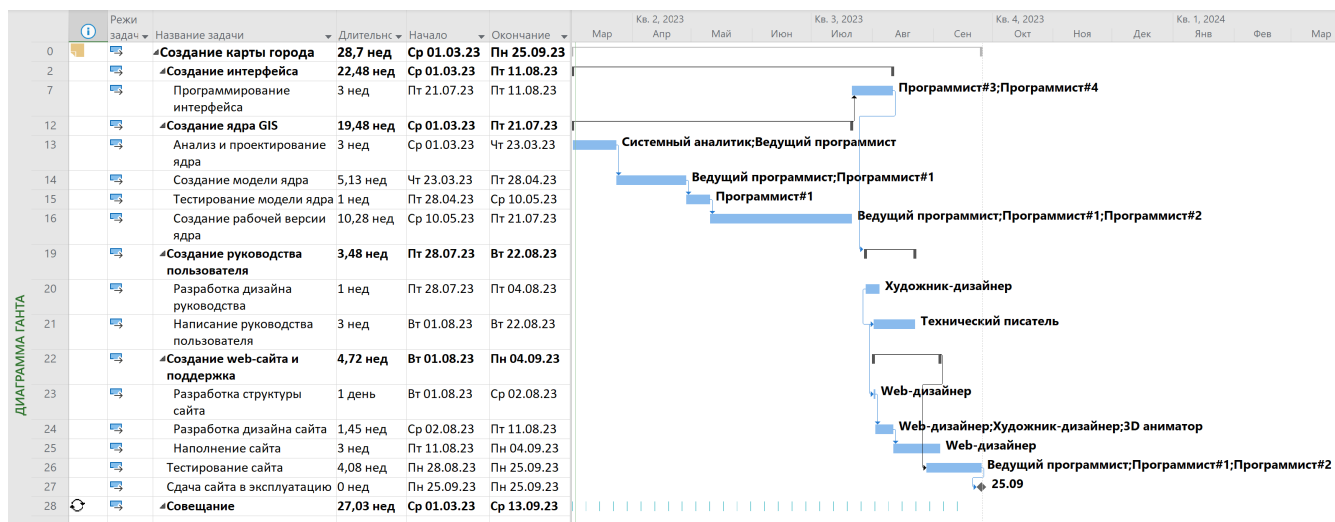 Кв. 2, 2023 Кв. 3, 2023 Кв. 4, 2023 Кв. 1, 2024
Режи
задач Название задачи Длительнс Начало Окончание Мар Апр Май Июн Июл Авг Сен Окт Ноя Дек Янв Фев Мар
0 Создание карты города 28,7 нед Ср 01.03.23 Пн 25.09.23
2 Создание интерфейса 22,48 нед Ср 01.03.23 Пт 11.08.23
7 Программирование 3 нед Пт 21.07.23 Пт 11.08.23 Программист#3;Программист#4
интерфейса
12 Создание ядра GIS 19,48 нед Ср 01.03.23 Пт 21.07.23
13 Анализ и проектирование 3 нед Ср 01.03.23 Чт 23.03.23 Системный аналитик;Ведущий программист
ядра
14 Создание модели ядра 5,13 нед Чт 23.03.23 Пт 28.04.23 Ведущий программист;Программист#1
15 Тестирование модели ядра 1 нед Пт 28.04.23 Ср 10.05.23 Программист#1
16 Создание рабочей версии 10,28 нед Ср 10.05.23 Пт 21.07.23 Ведущий программист;Программист#1;Программист#2
ядра
19 Создание руководства 3,48 нед Пт 28.07.23 Вт 22.08.23
пользователя
20 Разработка дизайна 1 нед Пт 28.07.23 Пт 04.08.23 Художник-дизайнер
руководства
21 Написание руководства 3 нед Вт 01.08.23 Вт 22.08.23 Технический писатель
пользователя
22 Создание web-сайта и 4,72 нед Вт 01.08.23 Пн 04.09.23
поддержка
23 Разработка структуры 1 день Вт 01.08.23 Ср 02.08.23 Web-дизайнер
сайта
24 Разработка дизайна сайта 1,45 нед Ср 02.08.23 Пт 11.08.23 Web-дизайнер;Художник-дизайнер;3D аниматор
25 Наполнение сайта 3 нед Пт 11.08.23 Пн 04.09.23 Web-дизайнер
26 Тестирование сайта 4,08 нед Пн 28.08.23 Пн 25.09.23 Ведущий программист;Программист#1;Программист#2
27 Сдача сайта в эксплуатацию 0 нед Пн 25.09.23 Пн 25.09.23 25.09
28 Совещание 27,03 нед Ср 01.03.23 Ср 13.09.23
ДИАГРАММА ГАНТА